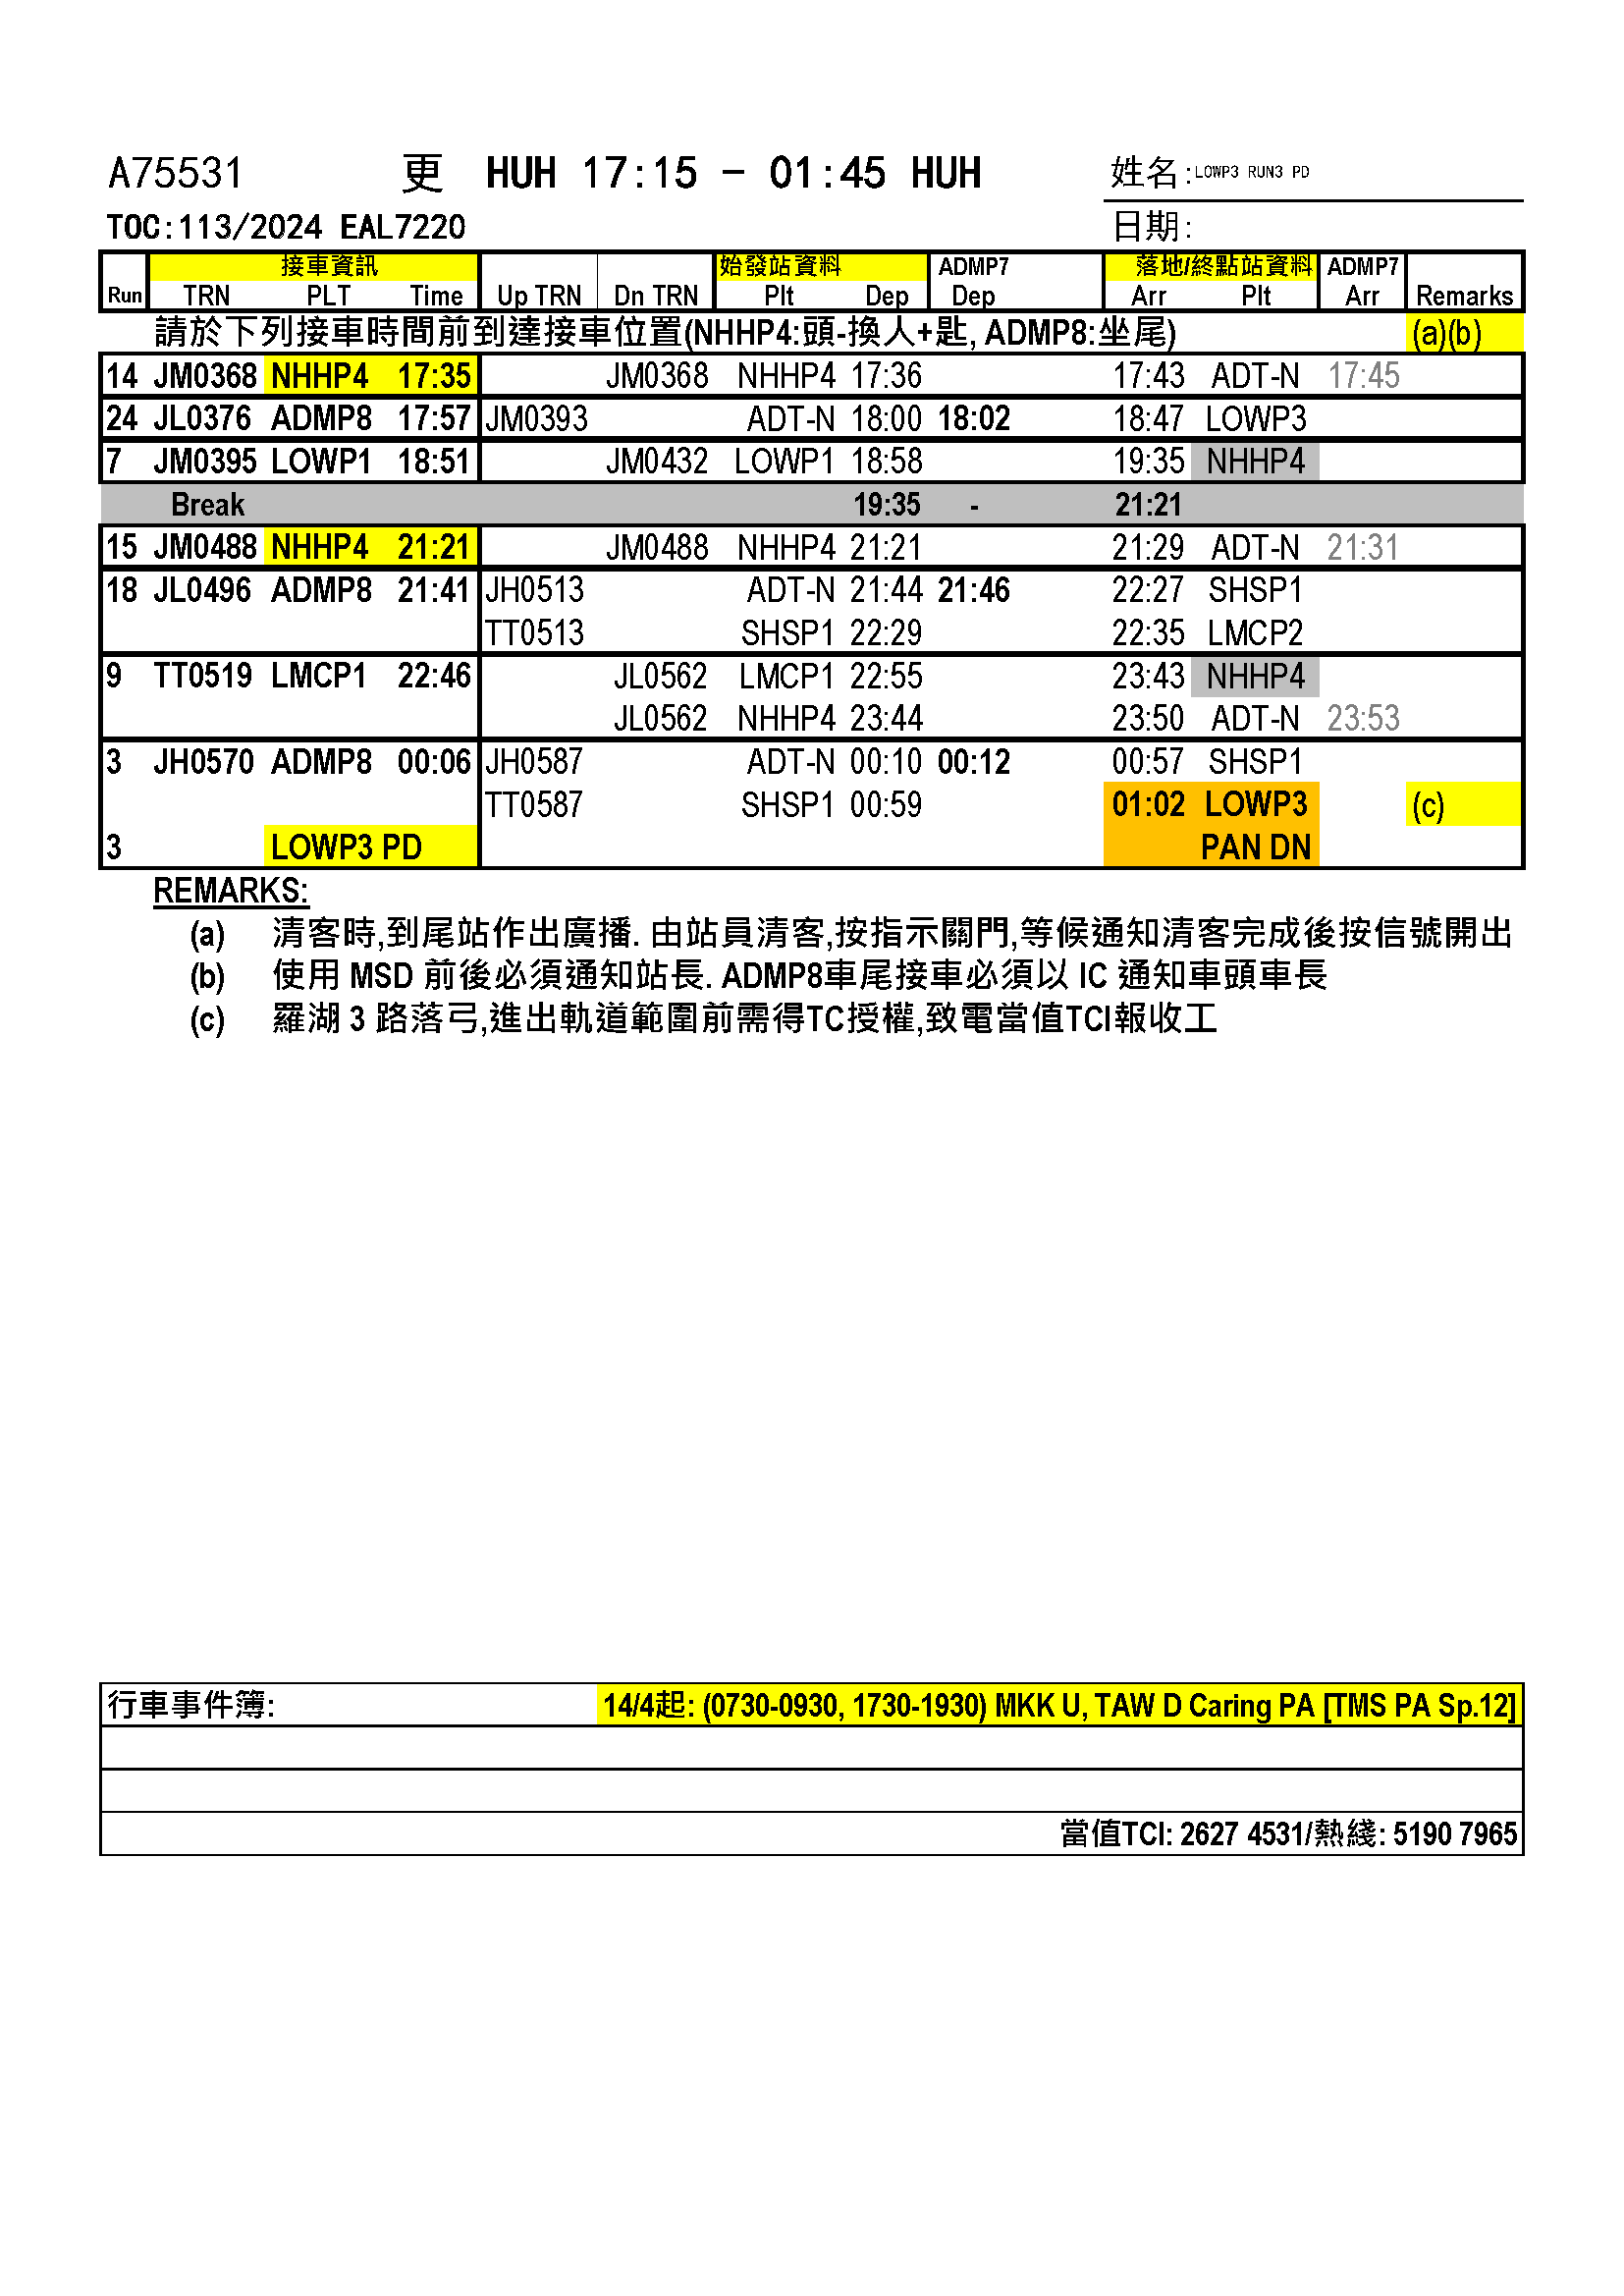 A75531 更 HUH 17:15 - 01:45 HUH 姓名:LOWP3 RUN3 PD
TOC:113/2024 EAL7220 日期:
接車資訊 始發站資料 ADMP7 落地/終點站資料 ADMP7
Run TRN PLT Time Up TRN Dn TRN Plt Dep Dep Arr Plt Arr Remarks
請於下列接車時間前到達接車位置(NHHP4:頭-換人+匙, ADMP8:坐尾) (a)(b)
14 JM0368 NHHP4 17:35 JM0368 NHHP4 17:36 17:43 ADT-N 17:45
24 JL0376 ADMP8 17:57 JM0393 ADT-N 18:00 18:02 18:47 LOWP3
7 JM0395 LOWP1 18:51 JM0432 LOWP1 18:58 19:35 NHHP4
Break 19:35 - 21:21
15 JM0488 NHHP4 21:21 JM0488 NHHP4 21:21 21:29 ADT-N 21:31
18 JL0496 ADMP8 21:41 JH0513 ADT-N 21:44 21:46 22:27 SHSP1
TT0513 SHSP1 22:29 22:35 LMCP2
9 TT0519 LMCP1 22:46 JL0562 LMCP1 22:55 23:43 NHHP4
JL0562 NHHP4 23:44 23:50 ADT-N 23:53
3 JH0570 ADMP8 00:06 JH0587 ADT-N 00:10 00:12 00:57 SHSP1
TT0587 SHSP1 00:59 01:02 LOWP3 (c)
3 LOWP3 PD PAN DN
REMARKS:
(a) 清客時,到尾站作出廣播. 由站員清客,按指示關門,等候通知清客完成後按信號開出
(b) 使用 MSD 前後必須通知站長. ADMP8車尾接車必須以 IC 通知車頭車長
(c) 羅湖 3 路落弓,進出軌道範圍前需得TC授權,致電當值TCI報收工
行車事件簿: 14/4起: (0730-0930, 1730-1930) MKK U, TAW D Caring PA [TMS PA Sp.12]
當值TCI: 2627 4531/熱綫: 5190 7965